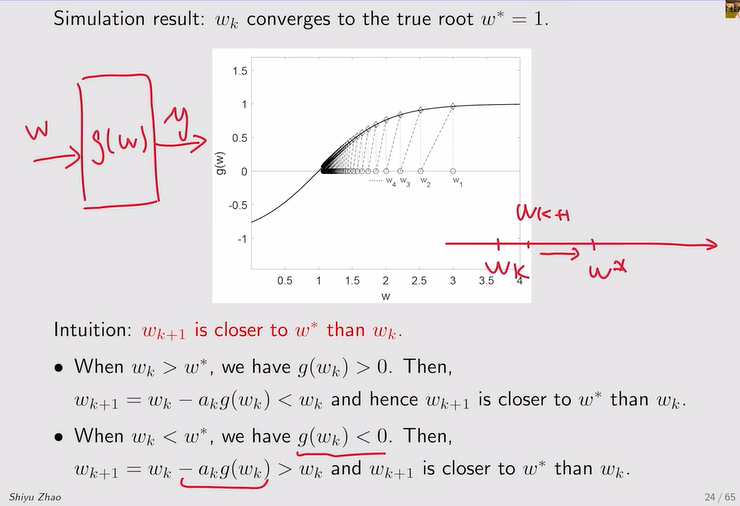 Simulation result: w_k converges to the true root w* = 1.
w
g(w)
y
1.5
1
0.5
0
-0.5
-1
g(w)
...... w_4 w_3 w_2 w_1
0.5 1 1.5 2 2.5 3 3.5 4
w
w_{k+1}
w_k
w*
Intuition: w_{k+1} is closer to w* than w_k.
• When w_k > w*, we have g(w_k) > 0. Then,
w_{k+1} = w_k − a_k g(w_k) < w_k and hence w_{k+1} is closer to w* than w_k.
• When w_k < w*, we have g(w_k) < 0. Then,
w_{k+1} = w_k − a_k g(w_k) > w_k and w_{k+1} is closer to w* than w_k.
Shiyu Zhao
24 / 65